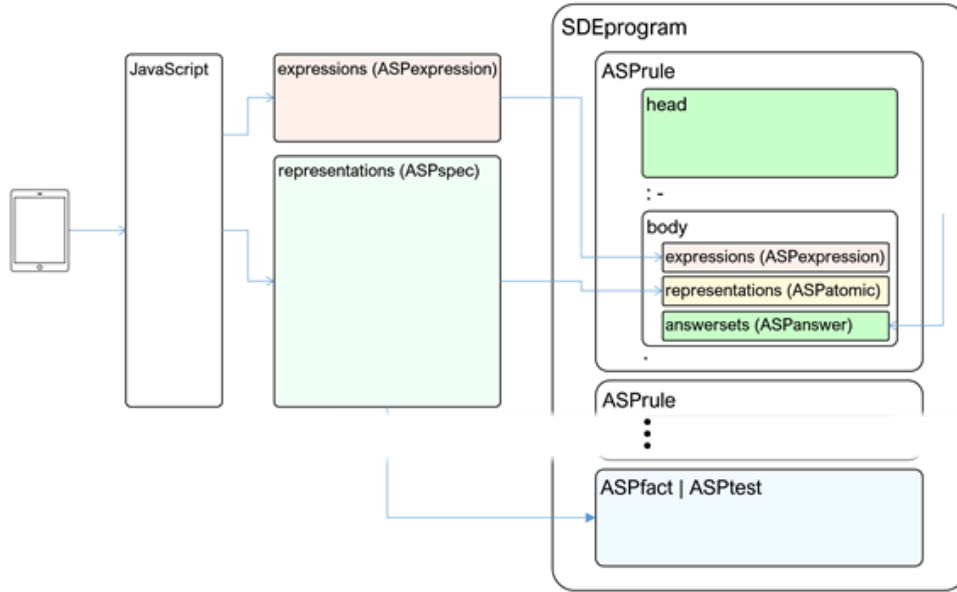 SDEprogram
JavaScript
expressions (ASPexpression)
representations (ASPspec)
ASPrule
head
: -
body
expressions (ASPexpression)
representations (ASPatomic)
answersets (ASPanswer)
.
ASPrule
ASPfact | ASPtest